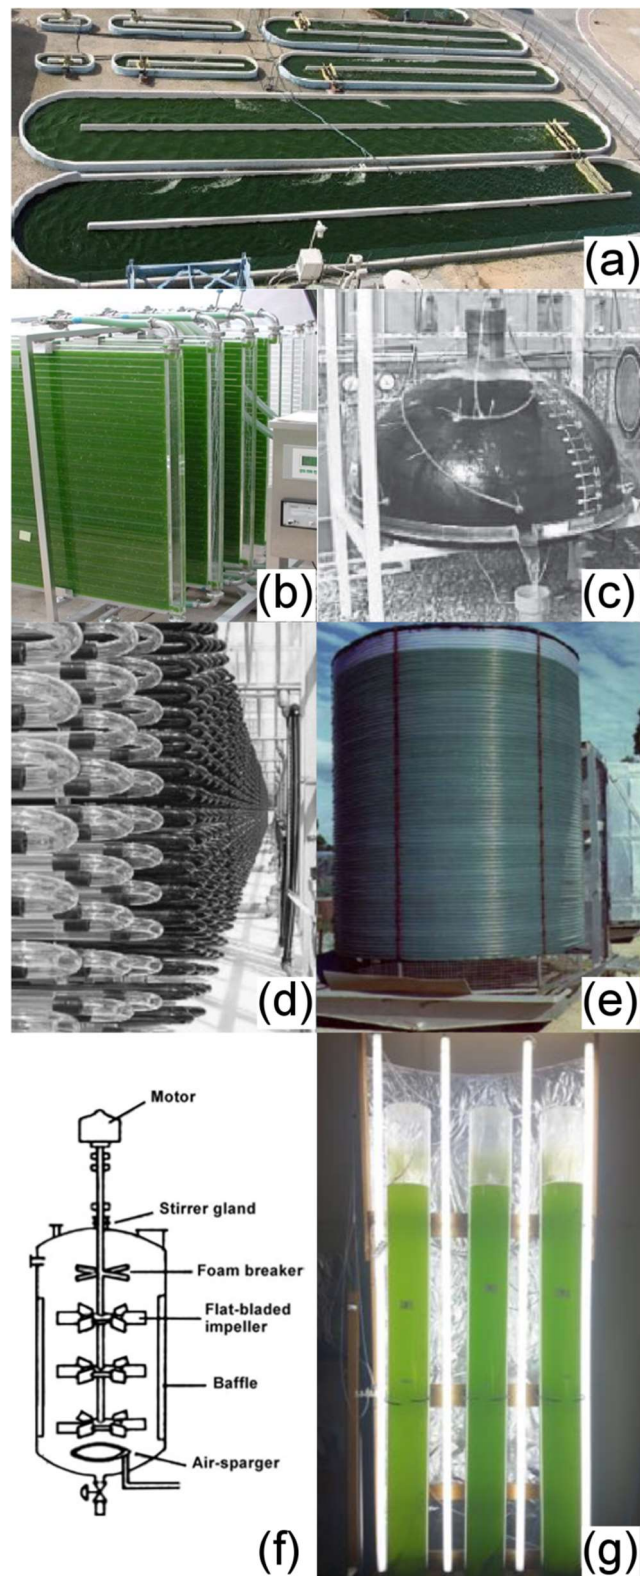 (a)
(b)
(c)
(d)
(e)
Motor
Stirrer gland
Foam breaker
Flat-bladed
impeller
Baffle
Air-sparger
(f)
(g)